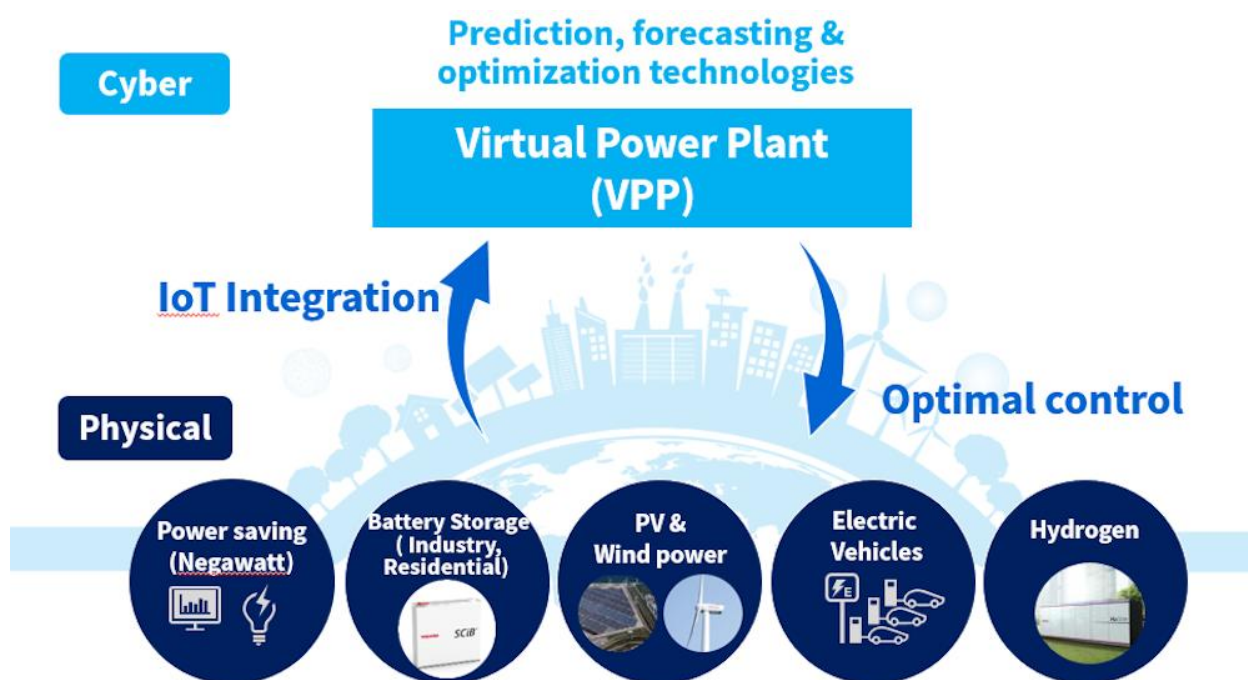 Prediction, forecasting &
optimization technologies
Cyber
Virtual Power Plant
(VPP)
IoT Integration
Optimal control
Physical
Power saving
(Negawatt)
Battery Storage
( Industry,
Residential)
SCiB
PV &
Wind power
Electric
Vehicles
E
Hydrogen